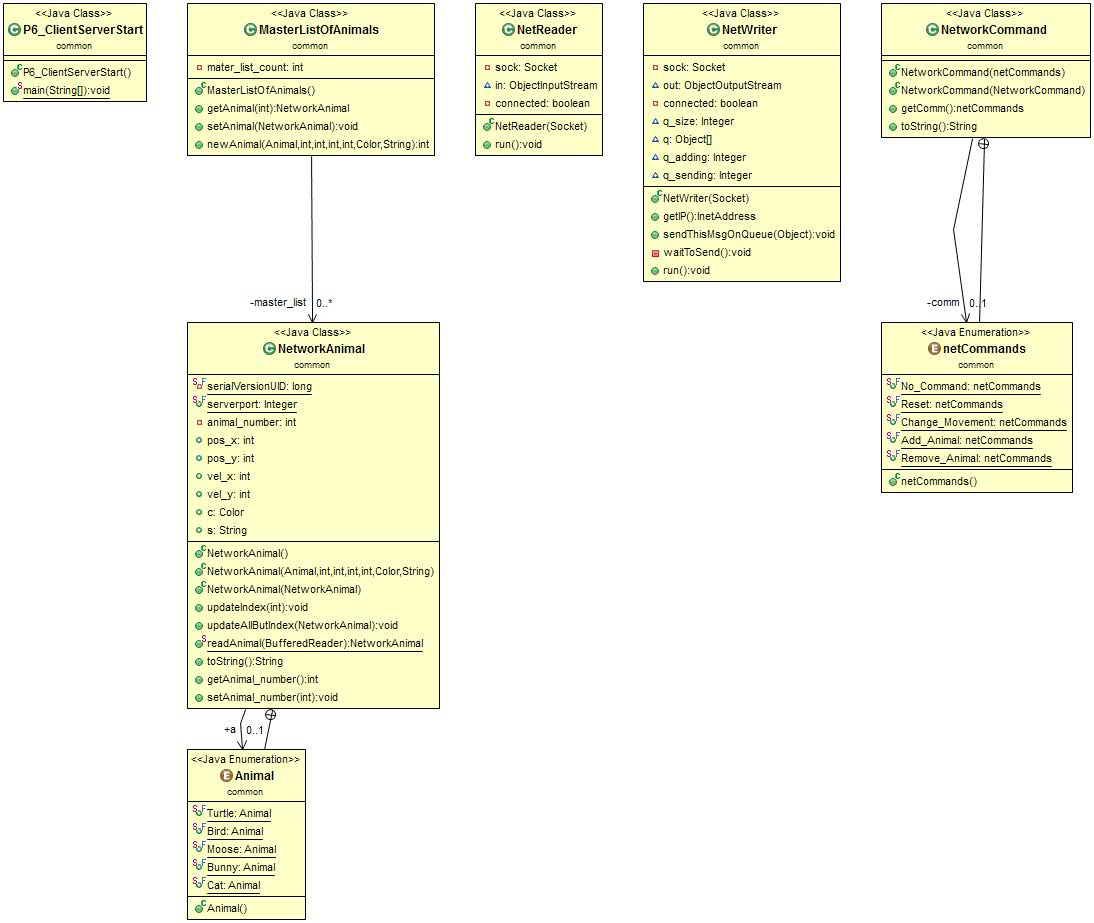 <<Java Class>>
P6_ClientServerStart
common
P6_ClientServerStart()
main(String[]):void
<<Java Class>>
MasterListOfAnimals
common
mater_list_count: int
MasterListOfAnimals()
getAnimal(int):NetworkAnimal
setAnimal(NetworkAnimal):void
newAnimal(Animal,int,int,int,int,Color,String):int
<<Java Class>>
NetReader
common
sock: Socket
in: ObjectInputStream
connected: boolean
NetReader(Socket)
run():void
<<Java Class>>
NetWriter
common
sock: Socket
out: ObjectOutputStream
connected: boolean
q_size: Integer
q: Object[]
q_adding: Integer
q_sending: Integer
NetWriter(Socket)
getIP():InetAddress
sendThisMsgOnQueue(Object):void
waitToSend():void
run():void
<<Java Class>>
NetworkCommand
common
NetworkCommand(netCommands)
NetworkCommand(NetworkCommand)
getComm():netCommands
toString():String
-master_list 0..*
-comm 0..1
<<Java Class>>
NetworkAnimal
common
serialVersionUID: long
serverport: Integer
animal_number: int
pos_x: int
pos_y: int
vel_x: int
vel_y: int
c: Color
s: String
NetworkAnimal()
NetworkAnimal(Animal,int,int,int,int,Color,String)
NetworkAnimal(NetworkAnimal)
updateIndex(int):void
updateAllButIndex(NetworkAnimal):void
readAnimal(BufferedReader):NetworkAnimal
toString():String
getAnimal_number():int
setAnimal_number(int):void
<<Java Enumeration>>
netCommands
common
No_Command: netCommands
Reset: netCommands
Change_Movement: netCommands
Add_Animal: netCommands
Remove_Animal: netCommands
netCommands()
+a 0..1
<<Java Enumeration>>
Animal
common
Turtle: Animal
Bird: Animal
Moose: Animal
Bunny: Animal
Cat: Animal
Animal()